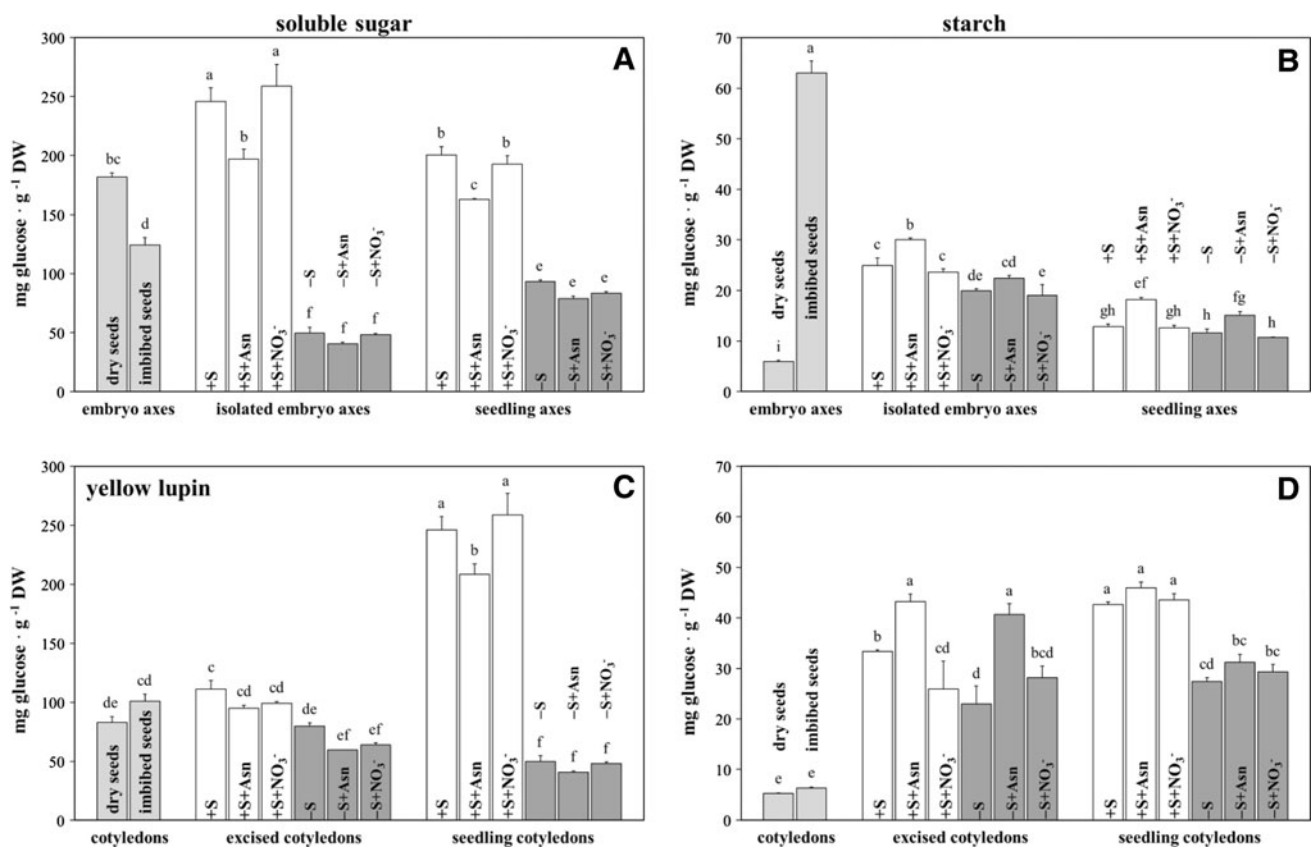 soluble sugar
starch
A
mg glucose · g⁻¹ DW
300
250
200
150
100
50
0
bc
d
a
b
a
f
f
f
b
c
b
e
e
e
dry seeds
imbibed seeds
+S
+S+Asn
+S+NO₃⁻
–S
–S+Asn
–S+NO₃⁻
+S
+S+Asn
+S+NO₃⁻
–S
–S+Asn
–S+NO₃⁻
embryo axes
isolated embryo axes
seedling axes
B
mg glucose · g⁻¹ DW
70
60
50
40
30
20
10
0
i
a
c
b
c
de
cd
e
gh
ef
gh
h
fg
h
dry seeds
imbibed seeds
+S
+S+Asn
+S+NO₃⁻
–S
–S+Asn
–S+NO₃⁻
+S
+S+Asn
+S+NO₃⁻
–S
–S+Asn
–S+NO₃⁻
embryo axes
isolated embryo axes
seedling axes
yellow lupin
C
mg glucose · g⁻¹ DW
300
250
200
150
100
50
0
de
cd
c
cd
cd
de
ef
ef
a
b
a
f
f
f
dry seeds
imbibed seeds
+S
+S+Asn
+S+NO₃⁻
–S
–S+Asn
–S+NO₃⁻
+S
+S+Asn
+S+NO₃⁻
–S
–S+Asn
–S+NO₃⁻
cotyledons
excised cotyledons
seedling cotyledons
D
mg glucose · g⁻¹ DW
70
60
50
40
30
20
10
0
e
e
b
a
cd
d
a
bcd
a
a
a
cd
bc
bc
dry seeds
imbibed seeds
+S
+S+Asn
+S+NO₃⁻
–S
–S+Asn
–S+NO₃⁻
+S
+S+Asn
+S+NO₃⁻
–S
–S+Asn
–S+NO₃⁻
cotyledons
excised cotyledons
seedling cotyledons